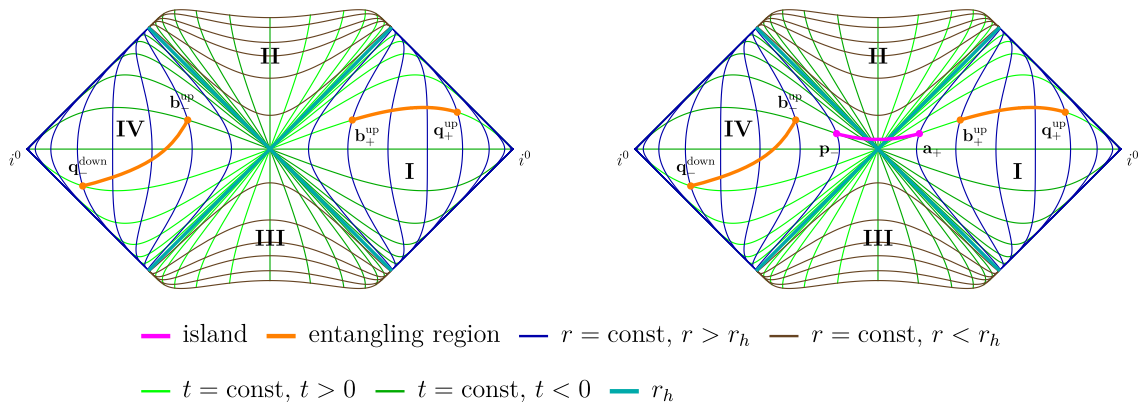 II
II
b₋ᵘᵖ
b₋ᵘᵖ
IV
b₊ᵘᵖ
q₊ᵘᵖ
IV
p₋
a₊
b₊ᵘᵖ
q₊ᵘᵖ
i⁰
q₋ᵈᵒʷⁿ
I
i⁰
i⁰
q₋ᵈᵒʷⁿ
I
i⁰
III
III
island
entangling region
r = const, r > r_h
r = const, r < r_h
t = const, t > 0
t = const, t < 0
r_h